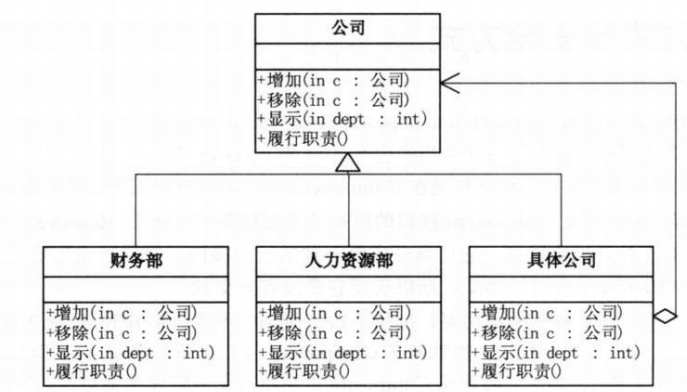 公司
+增加(in c : 公司)
+移除(in c : 公司)
+显示(in dept : int)
+履行职责()
财务部
+增加(in c : 公司)
+移除(in c : 公司)
+显示(in dept : int)
+履行职责()
人力资源部
+增加(in c : 公司)
+移除(in c : 公司)
+显示(in dept : int)
+履行职责()
具体公司
+增加(in c : 公司)
+移除(in c : 公司)
+显示(in dept : int)
+履行职责()